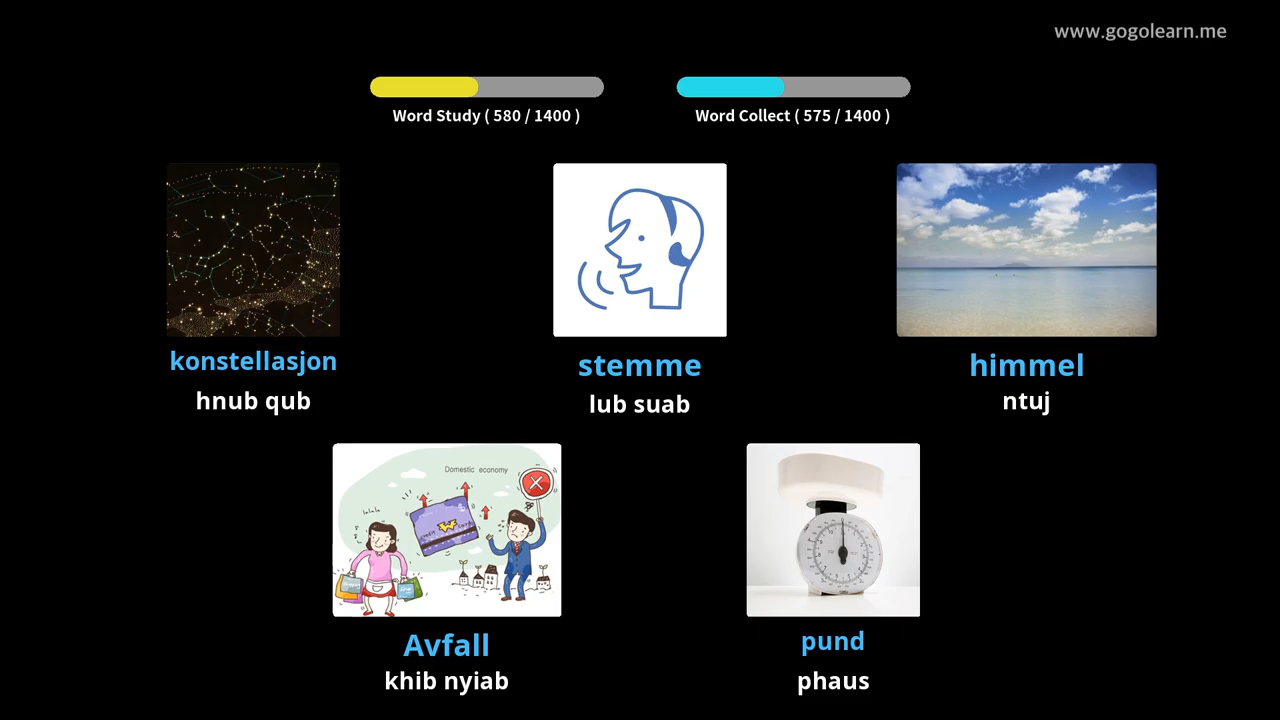 www.gogolearn.me
Word Study ( 580 / 1400 )
Word Collect ( 575 / 1400 )
konstellasjon
hnub qub
stemme
lub suab
himmel
ntuj
Domestic economy
lalala
Avfall
khib nyiab
pund
phaus